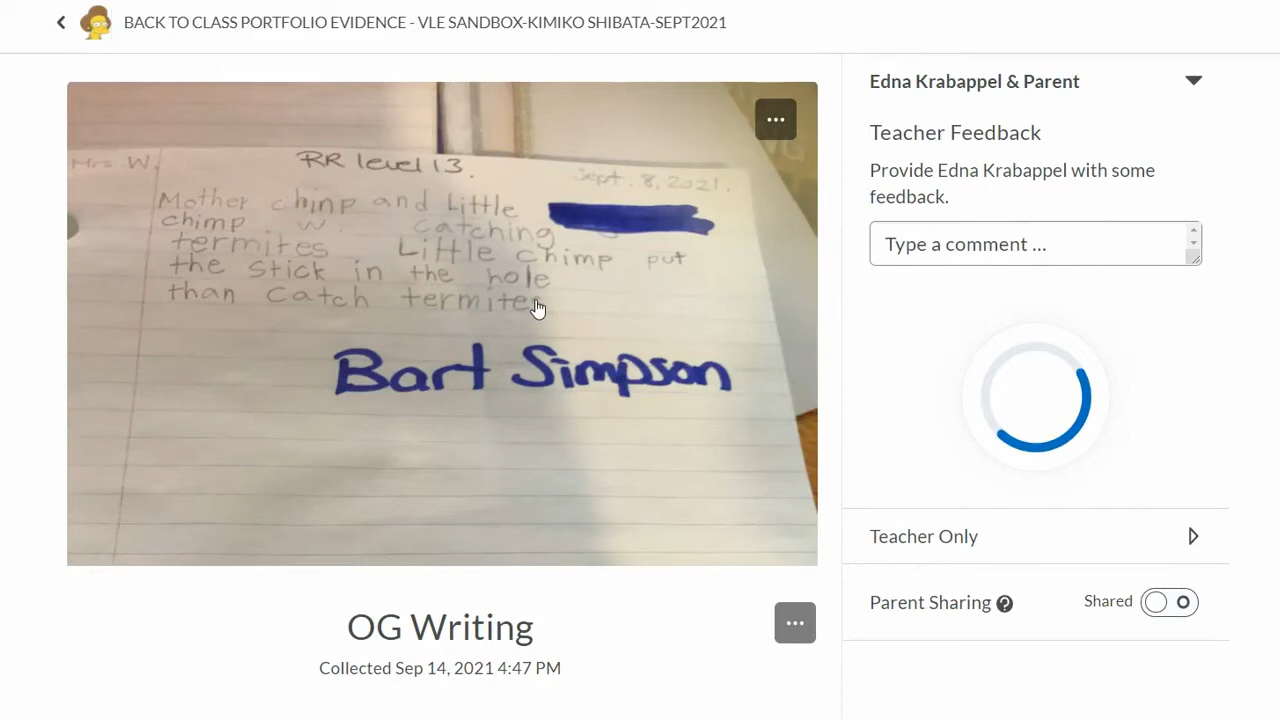 BACK TO CLASS PORTFOLIO EVIDENCE - VLE SANDBOX-KIMIKO SHIBATA-SEPT2021
Mrs W.
RR level 13.
Sept. 8, 2021.
Mother chinp and Little
chimp w. catching
termites Little chimp put
the stick in the hole
than catch termites
Bart Simpson
OG Writing
Collected Sep 14, 2021 4:47 PM
Edna Krabappel & Parent
Teacher Feedback
Provide Edna Krabappel with some
feedback.
Type a comment ...
Teacher Only
Parent Sharing
Shared